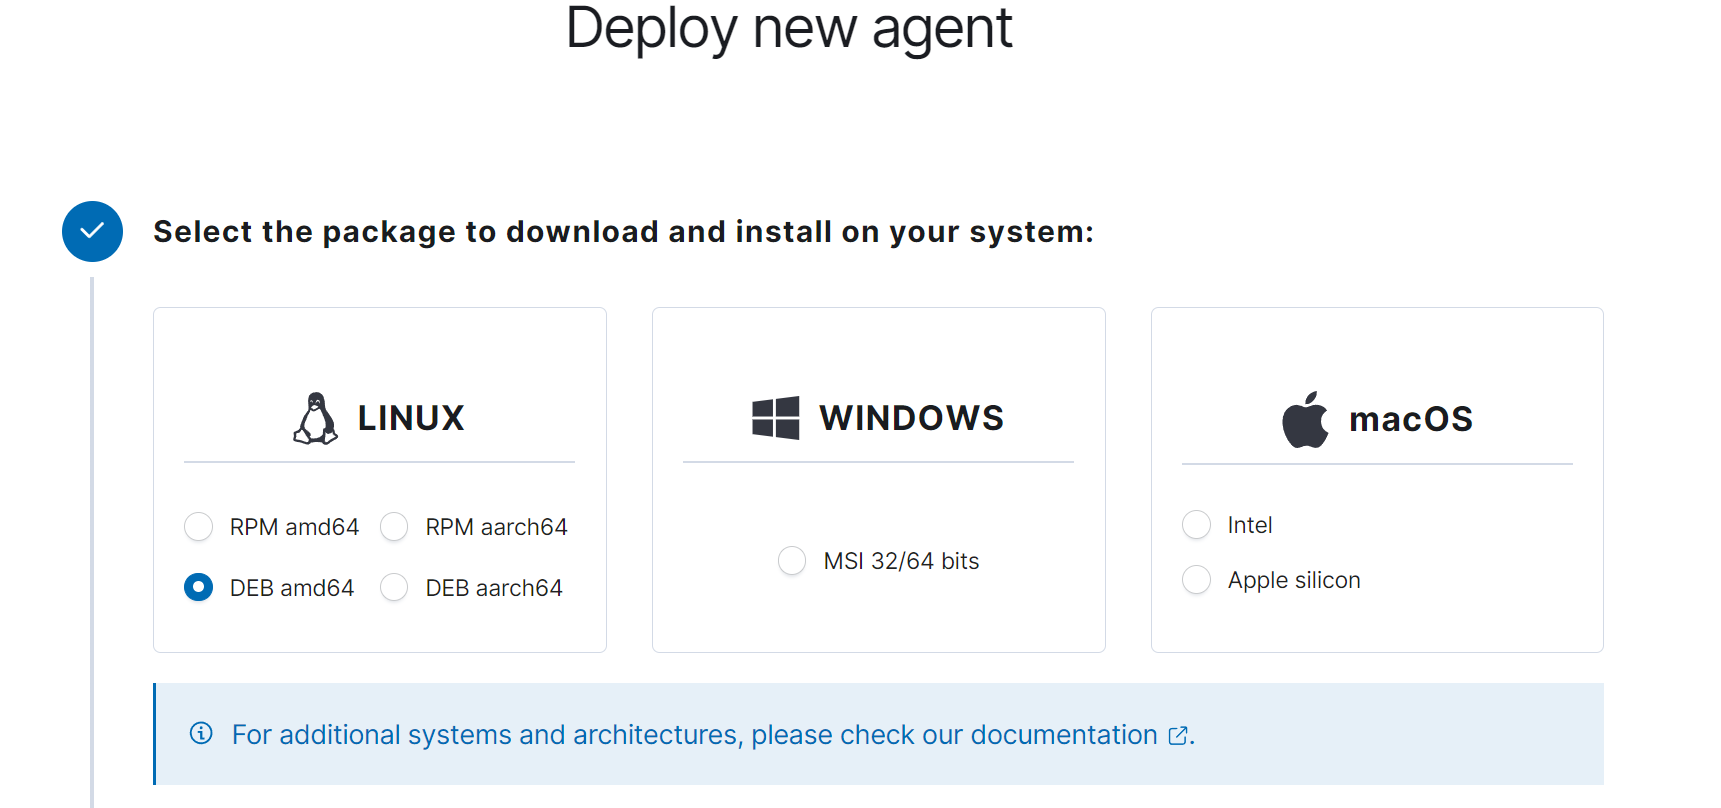 Deploy new agent
Select the package to download and install on your system:
LINUX
RPM amd64
RPM aarch64
DEB amd64
DEB aarch64
WINDOWS
MSI 32/64 bits
macOS
Intel
Apple silicon
For additional systems and architectures, please check our documentation.